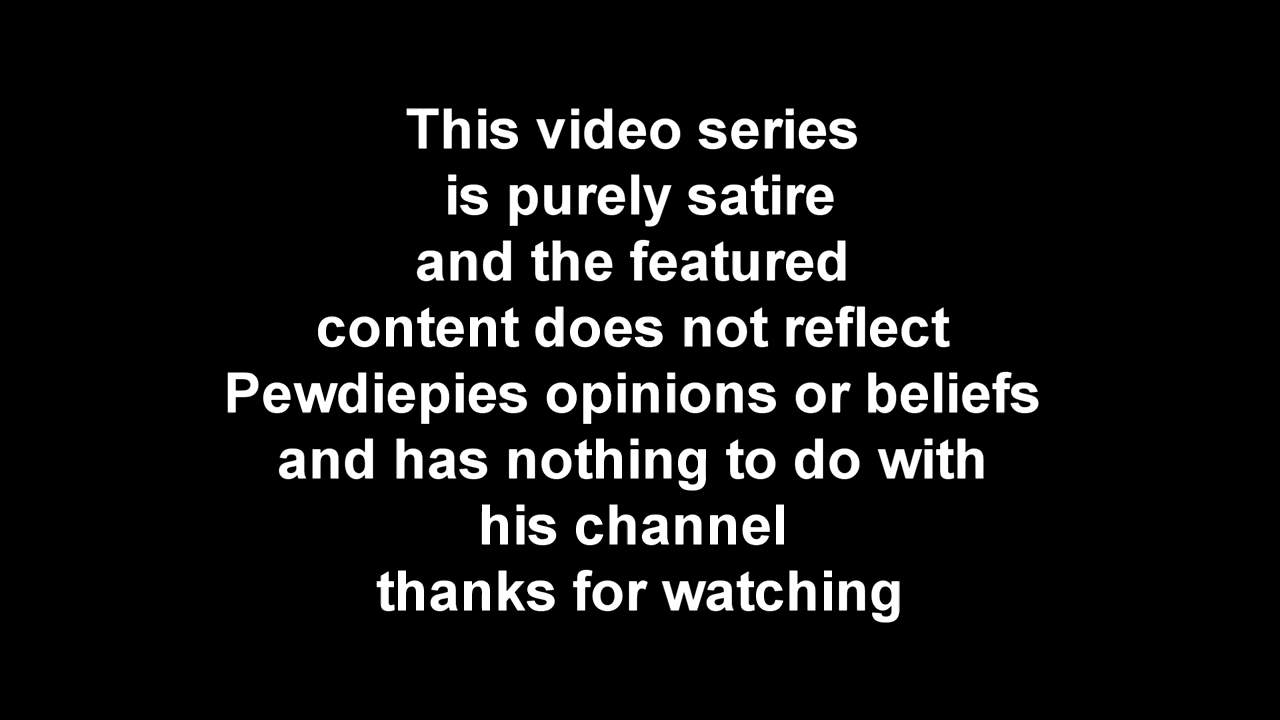 This video series
is purely satire
and the featured
content does not reflect
Pewdiepies opinions or beliefs
and has nothing to do with
his channel
thanks for watching